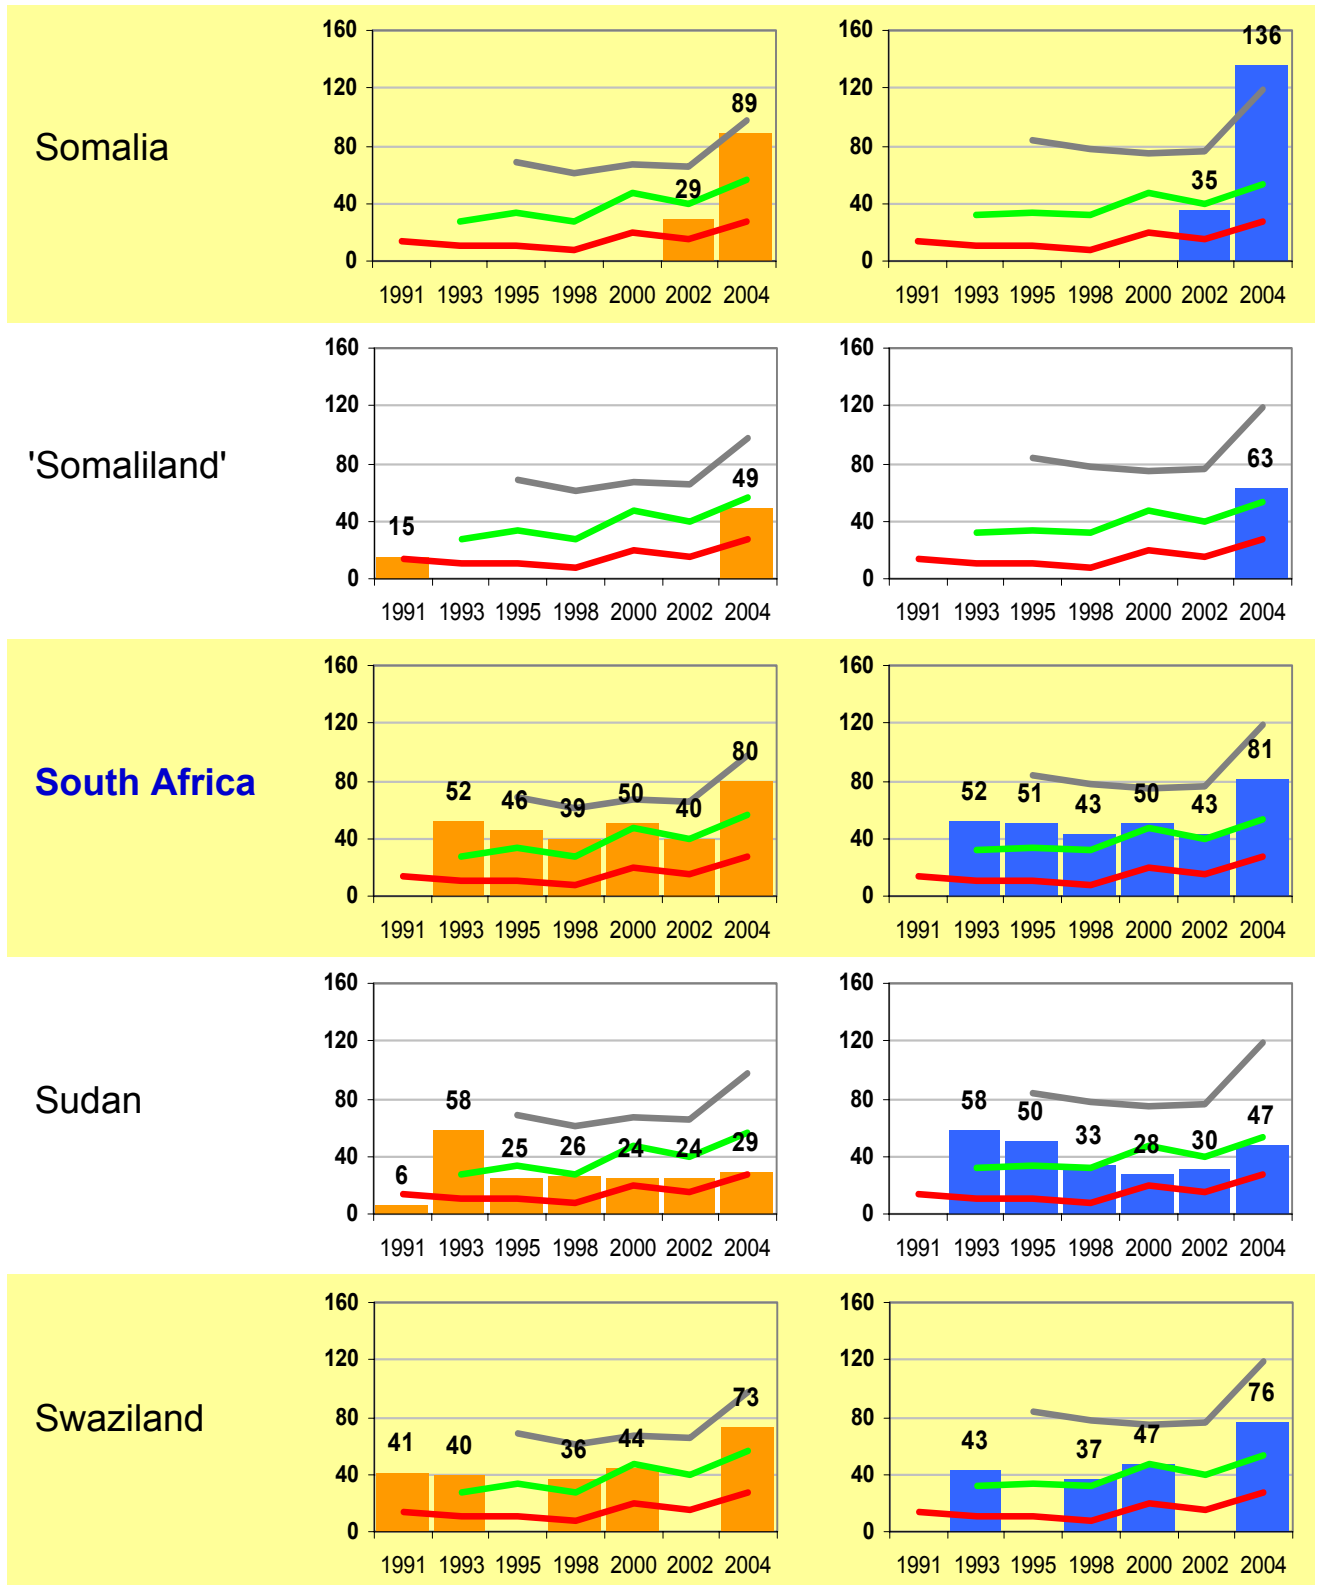 160 160
136
120 120
89
Somalia 80 80
29 35
40 40
0 0
1991 1993 1995 1998 2000 2002 2004 1991 1993 1995 1998 2000 2002 2004
160 160
120 120
'Somaliland' 80 80
49 63
40 40
15
0 0
1991 1993 1995 1998 2000 2002 2004 1991 1993 1995 1998 2000 2002 2004
160 160
120 120
80 81
South Africa 80 80
52 46 39 50 40 52 51 43 50 43
40 40
0 0
1991 1993 1995 1998 2000 2002 2004 1991 1993 1995 1998 2000 2002 2004
160 160
120 120
Sudan 80 80
58 58 50 47
6 25 26 24 24 29 33 28 30
40 40
0 0
1991 1993 1995 1998 2000 2002 2004 1991 1993 1995 1998 2000 2002 2004
160 160
120 120
73 76
Swaziland 80 80
41 40 36 44 43 37 47
40 40
0 0
1991 1993 1995 1998 2000 2002 2004 1991 1993 1995 1998 2000 2002 2004